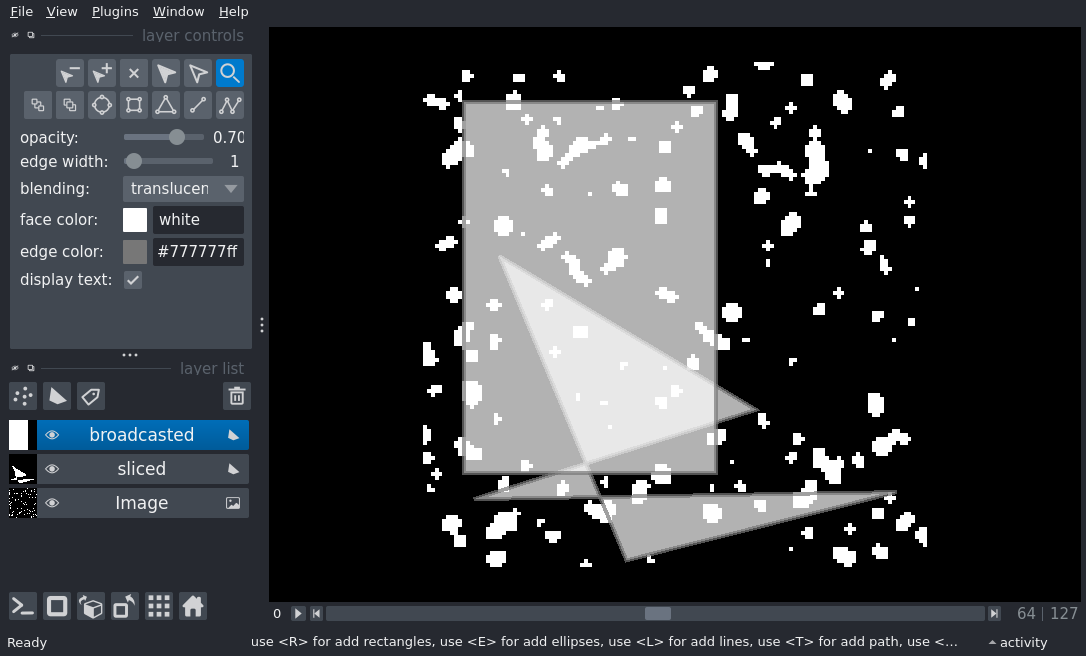 File View Plugins Window Help
layer controls
opacity: 0.70
edge width: 1
blending: translucen
face color: white
edge color: #777777ff
display text:
layer list
broadcasted
sliced
Image
0 64 127
Ready use <R> for add rectangles, use <E> for add ellipses, use <L> for add lines, use <T> for add path, use <... activity